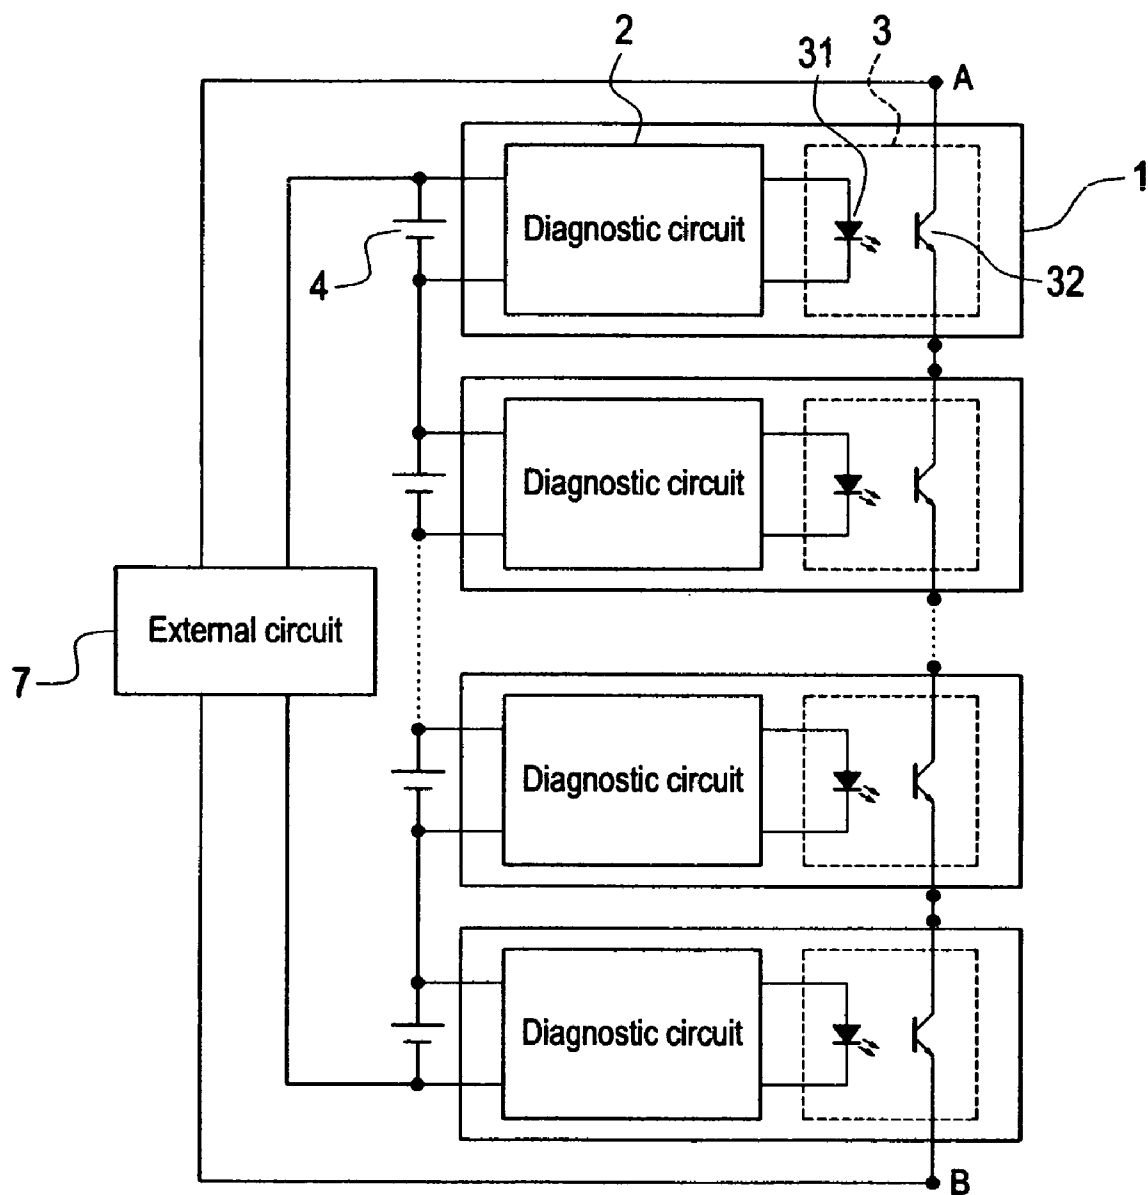 2
31
3
A
1
Diagnostic circuit
4
32
Diagnostic circuit
External circuit
7
Diagnostic circuit
Diagnostic circuit
B